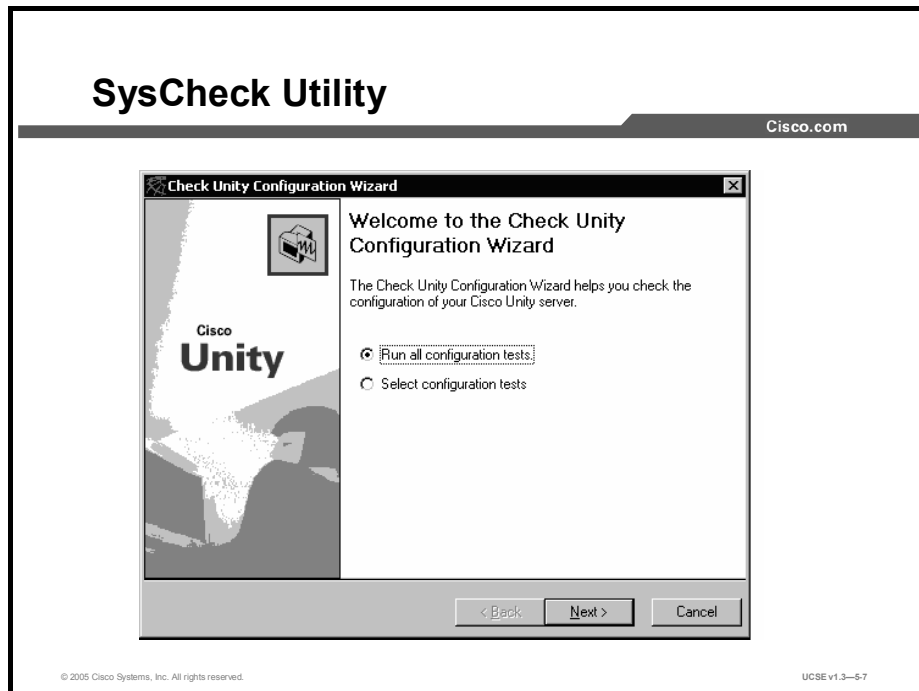 SysCheck Utility
Cisco.com
Check Unity Configuration Wizard
Welcome to the Check Unity
Configuration Wizard
The Check Unity Configuration Wizard helps you check the
configuration of your Cisco Unity server.
Cisco
Unity
Run all configuration tests.
Select configuration tests
< Back
Next >
Cancel
© 2005 Cisco Systems, Inc. All rights reserved.
UCSE v1.3—5-7